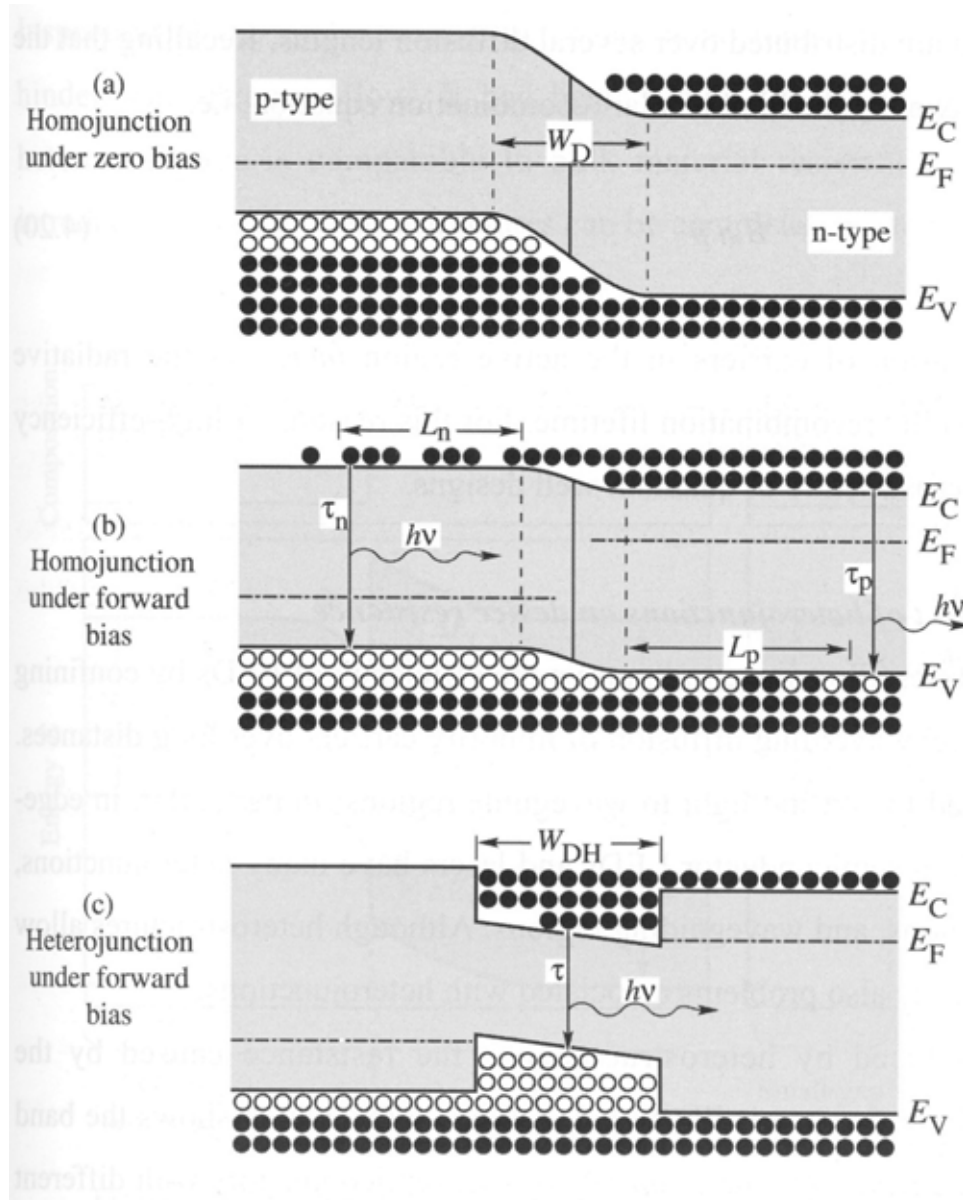 (a)
Homojunction
under zero bias
p-type
W_D
E_C
E_F
n-type
E_V
(b)
Homojunction
under forward
bias
L_n
τ_n
hν
E_C
E_F
τ_p
hν
L_p
E_V
(c)
Heterojunction
under forward
bias
W_DH
E_C
E_F
τ
hν
E_V